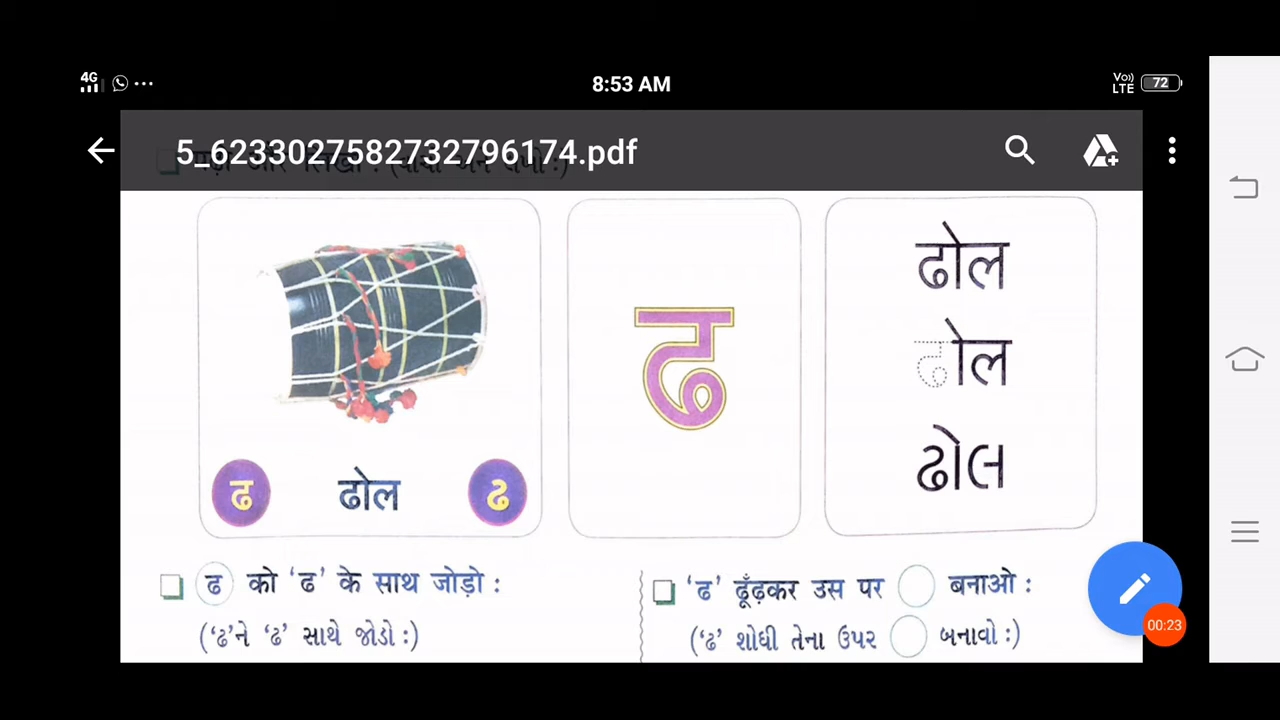 4G
8:53 AM
Vo)) LTE 72
5_6233027582732796174.pdf
ढोल
ढ
ढोल
ढ ढोल ઢ
ઢોલ
ढ को 'ढ' के साथ जोड़ो :
('ઢ'ને 'ઢ' સાથે જોડો :)
'ढ' ढूँढ़कर उस पर बनाओ :
('ઢ' શોધી તેના ઉપર બનાવો :)
00:23